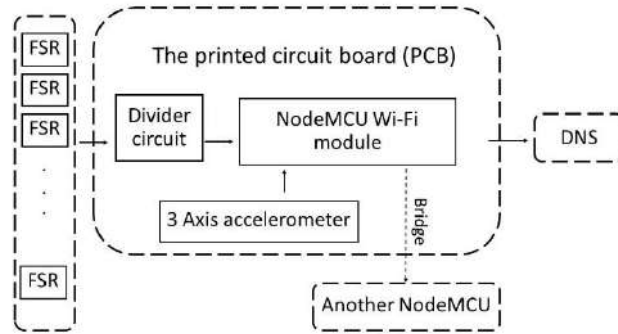 FSR
FSR
FSR
.
.
.
FSR
The printed circuit board (PCB)
Divider
circuit
NodeMCU Wi-Fi
module
3 Axis accelerometer
Bridge
DNS
Another NodeMCU